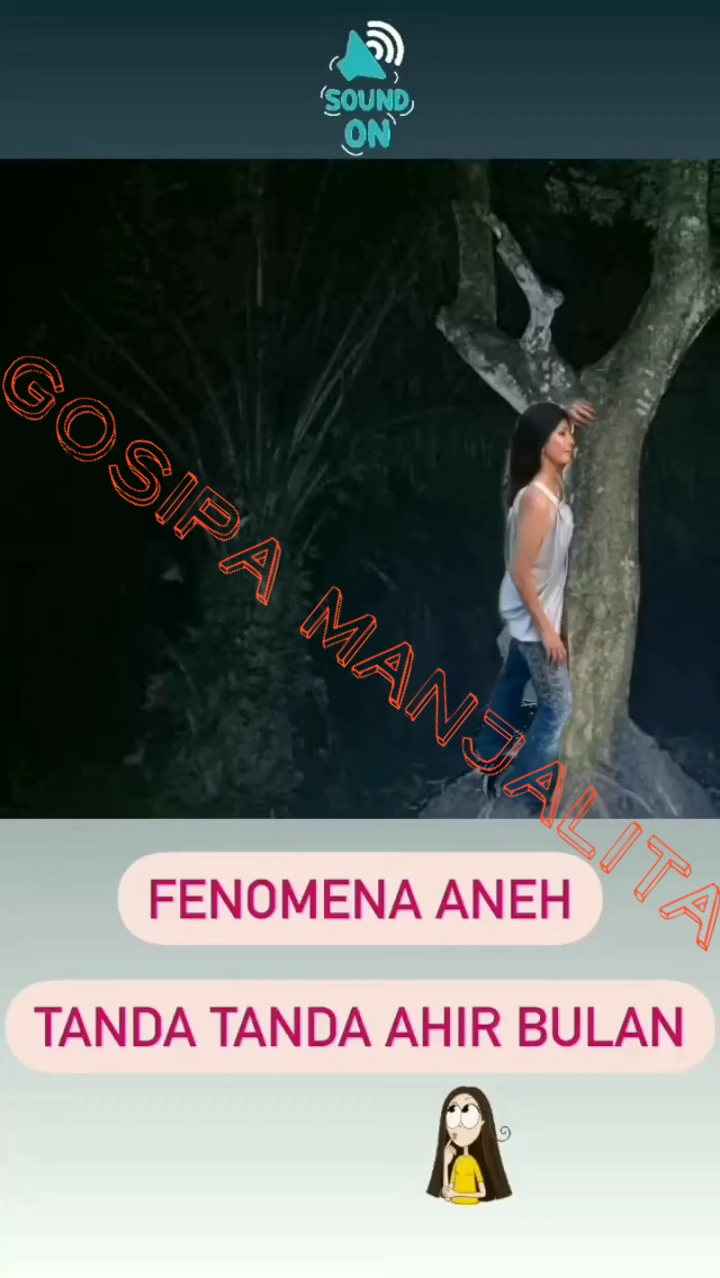 SOUND
ON
GOSIPA MANJALITA
FENOMENA ANEH
TANDA TANDA AHIR BULAN